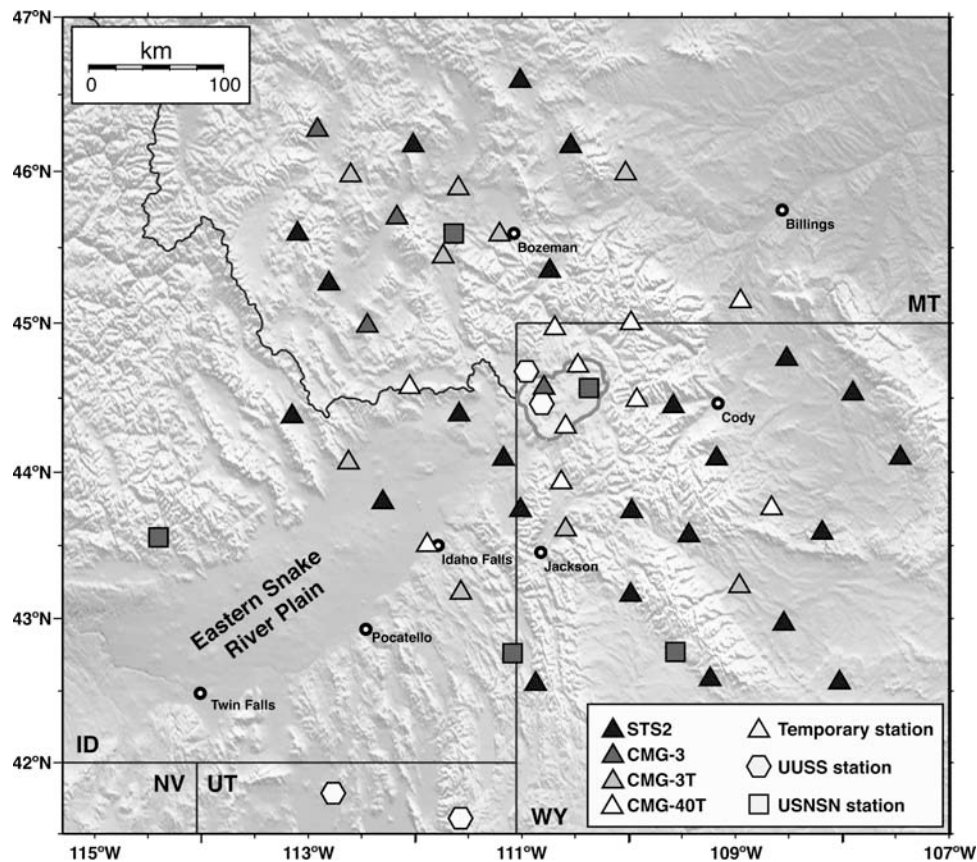 47°N
km
0 100
46°N
Billings
Bozeman
MT
45°N
Cody
44°N
Idaho Falls
Jackson
Eastern Snake
River Plain
43°N
Pocatello
Twin Falls
STS2
CMG-3
CMG-3T
CMG-40T
Temporary station
UUSS station
USNSN station
ID
42°N
NV UT
WY
115°W 113°W 111°W 109°W 107°W